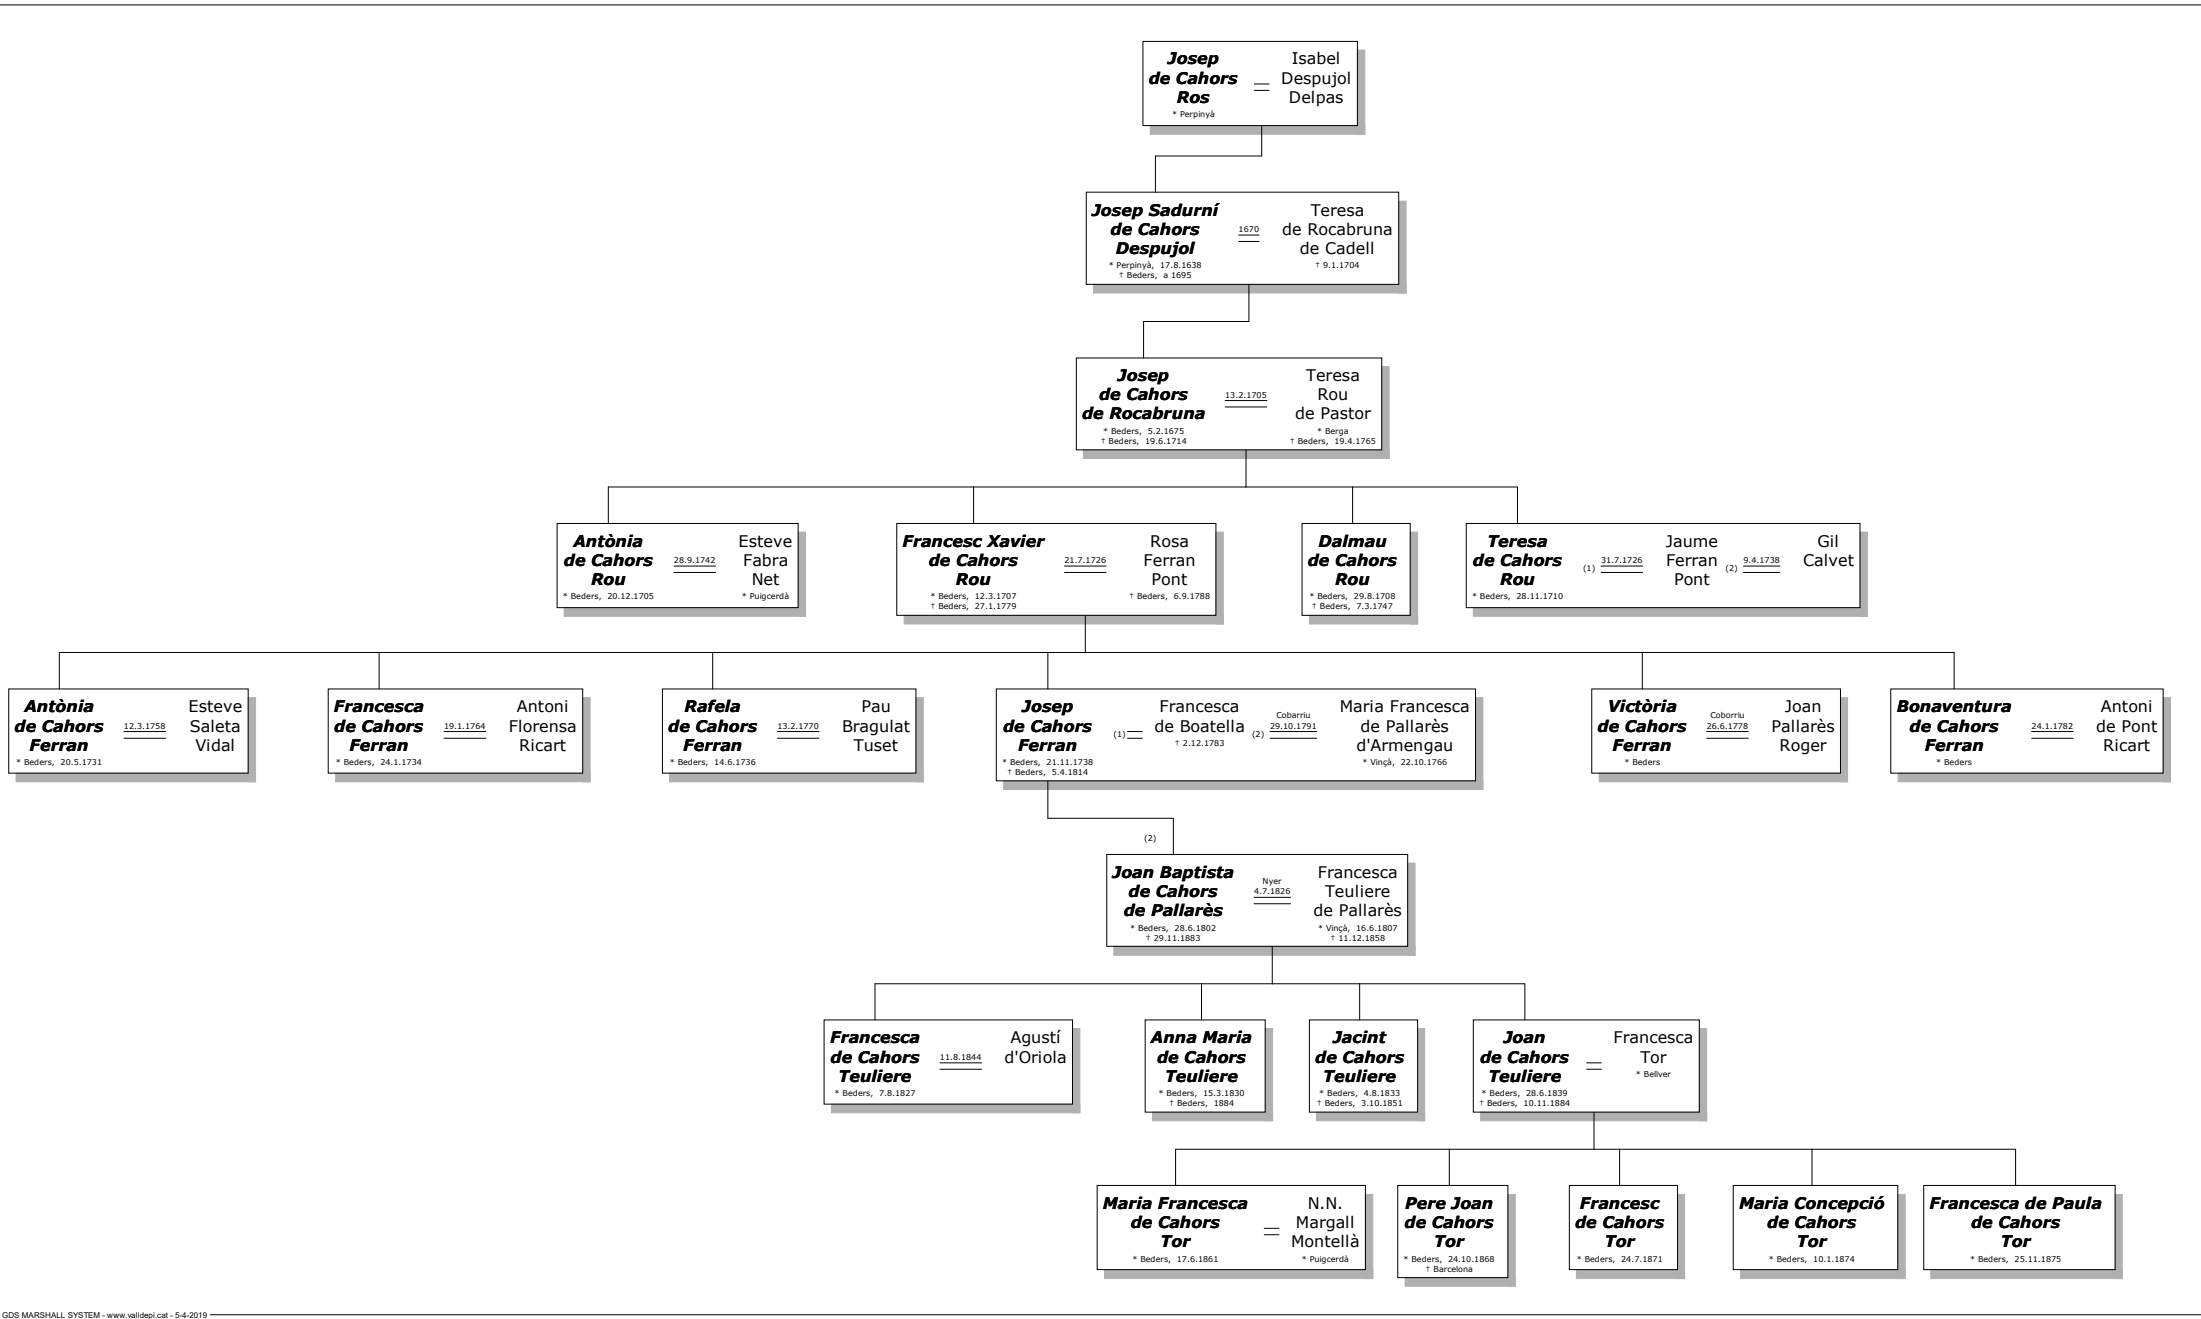 Josep
de Cahors
Ros
* Perpinyà
Isabel
Despujol
Delpas
Josep Sadurní
de Cahors
Despujol
* Perpinyà, 17.8.1638
† Beders, a 1695
1670
Teresa
de Rocabruna
de Cadell
† 9.1.1704
Josep
de Cahors
de Rocabruna
* Beders, 5.2.1675
† Beders, 19.6.1714
13.2.1705
Teresa
Rou
de Pastor
* Berga
† Beders, 19.4.1765
Antònia
de Cahors
Rou
* Beders, 20.12.1705
28.9.1742
Esteve
Fabra
Net
* Puigcerdà
Francesc Xavier
de Cahors
Rou
* Beders, 12.3.1707
† Beders, 27.1.1779
21.7.1726
Rosa
Ferran
Pont
† Beders, 6.9.1788
Dalmau
de Cahors
Rou
* Beders, 29.8.1708
† Beders, 7.3.1747
Teresa
de Cahors
Rou
* Beders, 28.11.1710
(1) 31.7.1726
Jaume
Ferran
Pont
(2) 9.4.1738
Gil
Calvet
Antònia
de Cahors
Ferran
* Beders, 20.5.1731
12.3.1758
Esteve
Saleta
Vidal
Francesca
de Cahors
Ferran
* Beders, 24.1.1734
19.1.1764
Antoni
Florensa
Ricart
Rafela
de Cahors
Ferran
* Beders, 14.6.1736
13.2.1770
Pau
Bragulat
Tuset
Josep
de Cahors
Ferran
* Beders, 21.11.1738
† Beders, 5.4.1814
(1)
Francesca
de Boatella
† 2.12.1783
Cobarriu
(2) 29.10.1791
Maria Francesca
de Pallarès
d'Armengau
* Vinçà, 22.10.1766
Victòria
de Cahors
Ferran
* Beders
Coborriu
26.6.1778
Joan
Pallarès
Roger
Bonaventura
de Cahors
Ferran
* Beders
24.1.1782
Antoni
de Pont
Ricart
(2)
Joan Baptista
de Cahors
de Pallarès
* Beders, 28.6.1802
† 29.11.1883
Nyer
4.7.1826
Francesca
Teuliere
de Pallarès
* Vinçà, 16.6.1807
† 11.12.1858
Francesca
de Cahors
Teuliere
* Beders, 7.8.1827
11.8.1844
Agustí
d'Oriola
Anna Maria
de Cahors
Teuliere
* Beders, 15.3.1830
† Beders, 1884
Jacint
de Cahors
Teuliere
* Beders, 4.8.1833
† Beders, 3.10.1851
Joan
de Cahors
Teuliere
* Beders, 28.6.1839
† Beders, 10.11.1884
Francesca
Tor
* Bellver
Maria Francesca
de Cahors
Tor
* Beders, 17.6.1861
N.N.
Margall
Montellà
* Puigcerdà
Pere Joan
de Cahors
Tor
* Beders, 24.10.1868
† Barcelona
Francesc
de Cahors
Tor
* Beders, 24.7.1871
Maria Concepció
de Cahors
Tor
* Beders, 10.1.1874
Francesca de Paula
de Cahors
Tor
* Beders, 25.11.1875
GDS MARSHALL SYSTEM - www.valldepi.cat - 5-4-2019